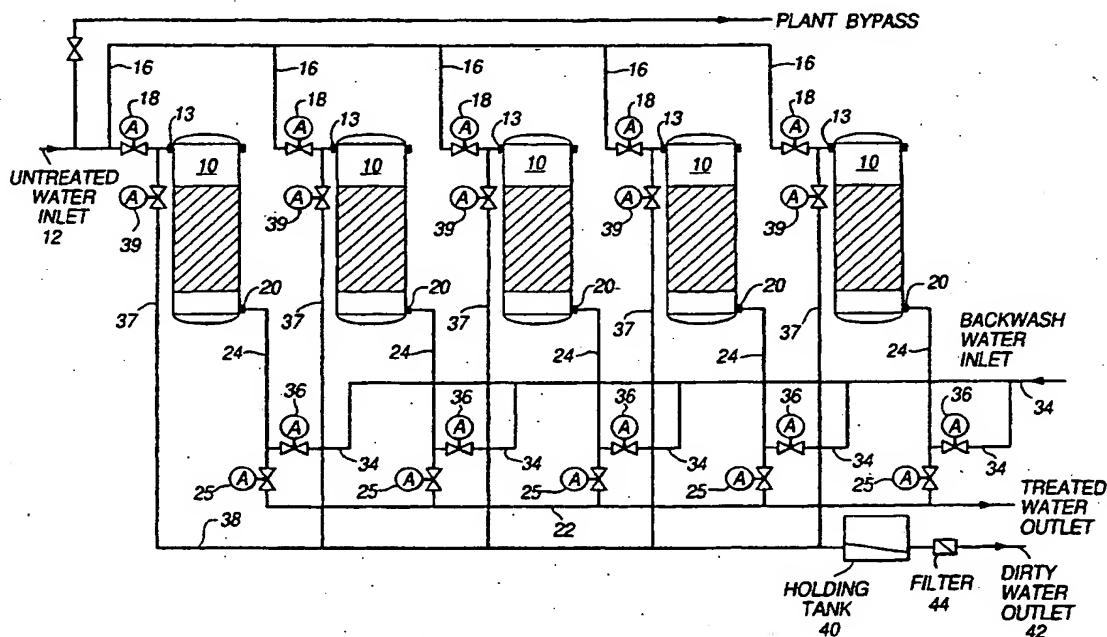 PLANT BYPASS
16 16 16 16 16
18 18 18 18 18
A A A A A
13 13 13 13 13
10 10 10 10 10
UNTREATED
WATER
INLET
12
A A A A A
39 39 39 39 39
20 20 20 20 20
37 37 37 37
24 24 24 24 24
BACKWASH
WATER
INLET
34
36 36 36 36 36
A A A A A
34 34 34 34 34
A A A A A
25 25 25 25 25
22
TREATED
WATER
OUTLET
38
HOLDING
TANK
40
FILTER
44
DIRTY
WATER
OUTLET
42